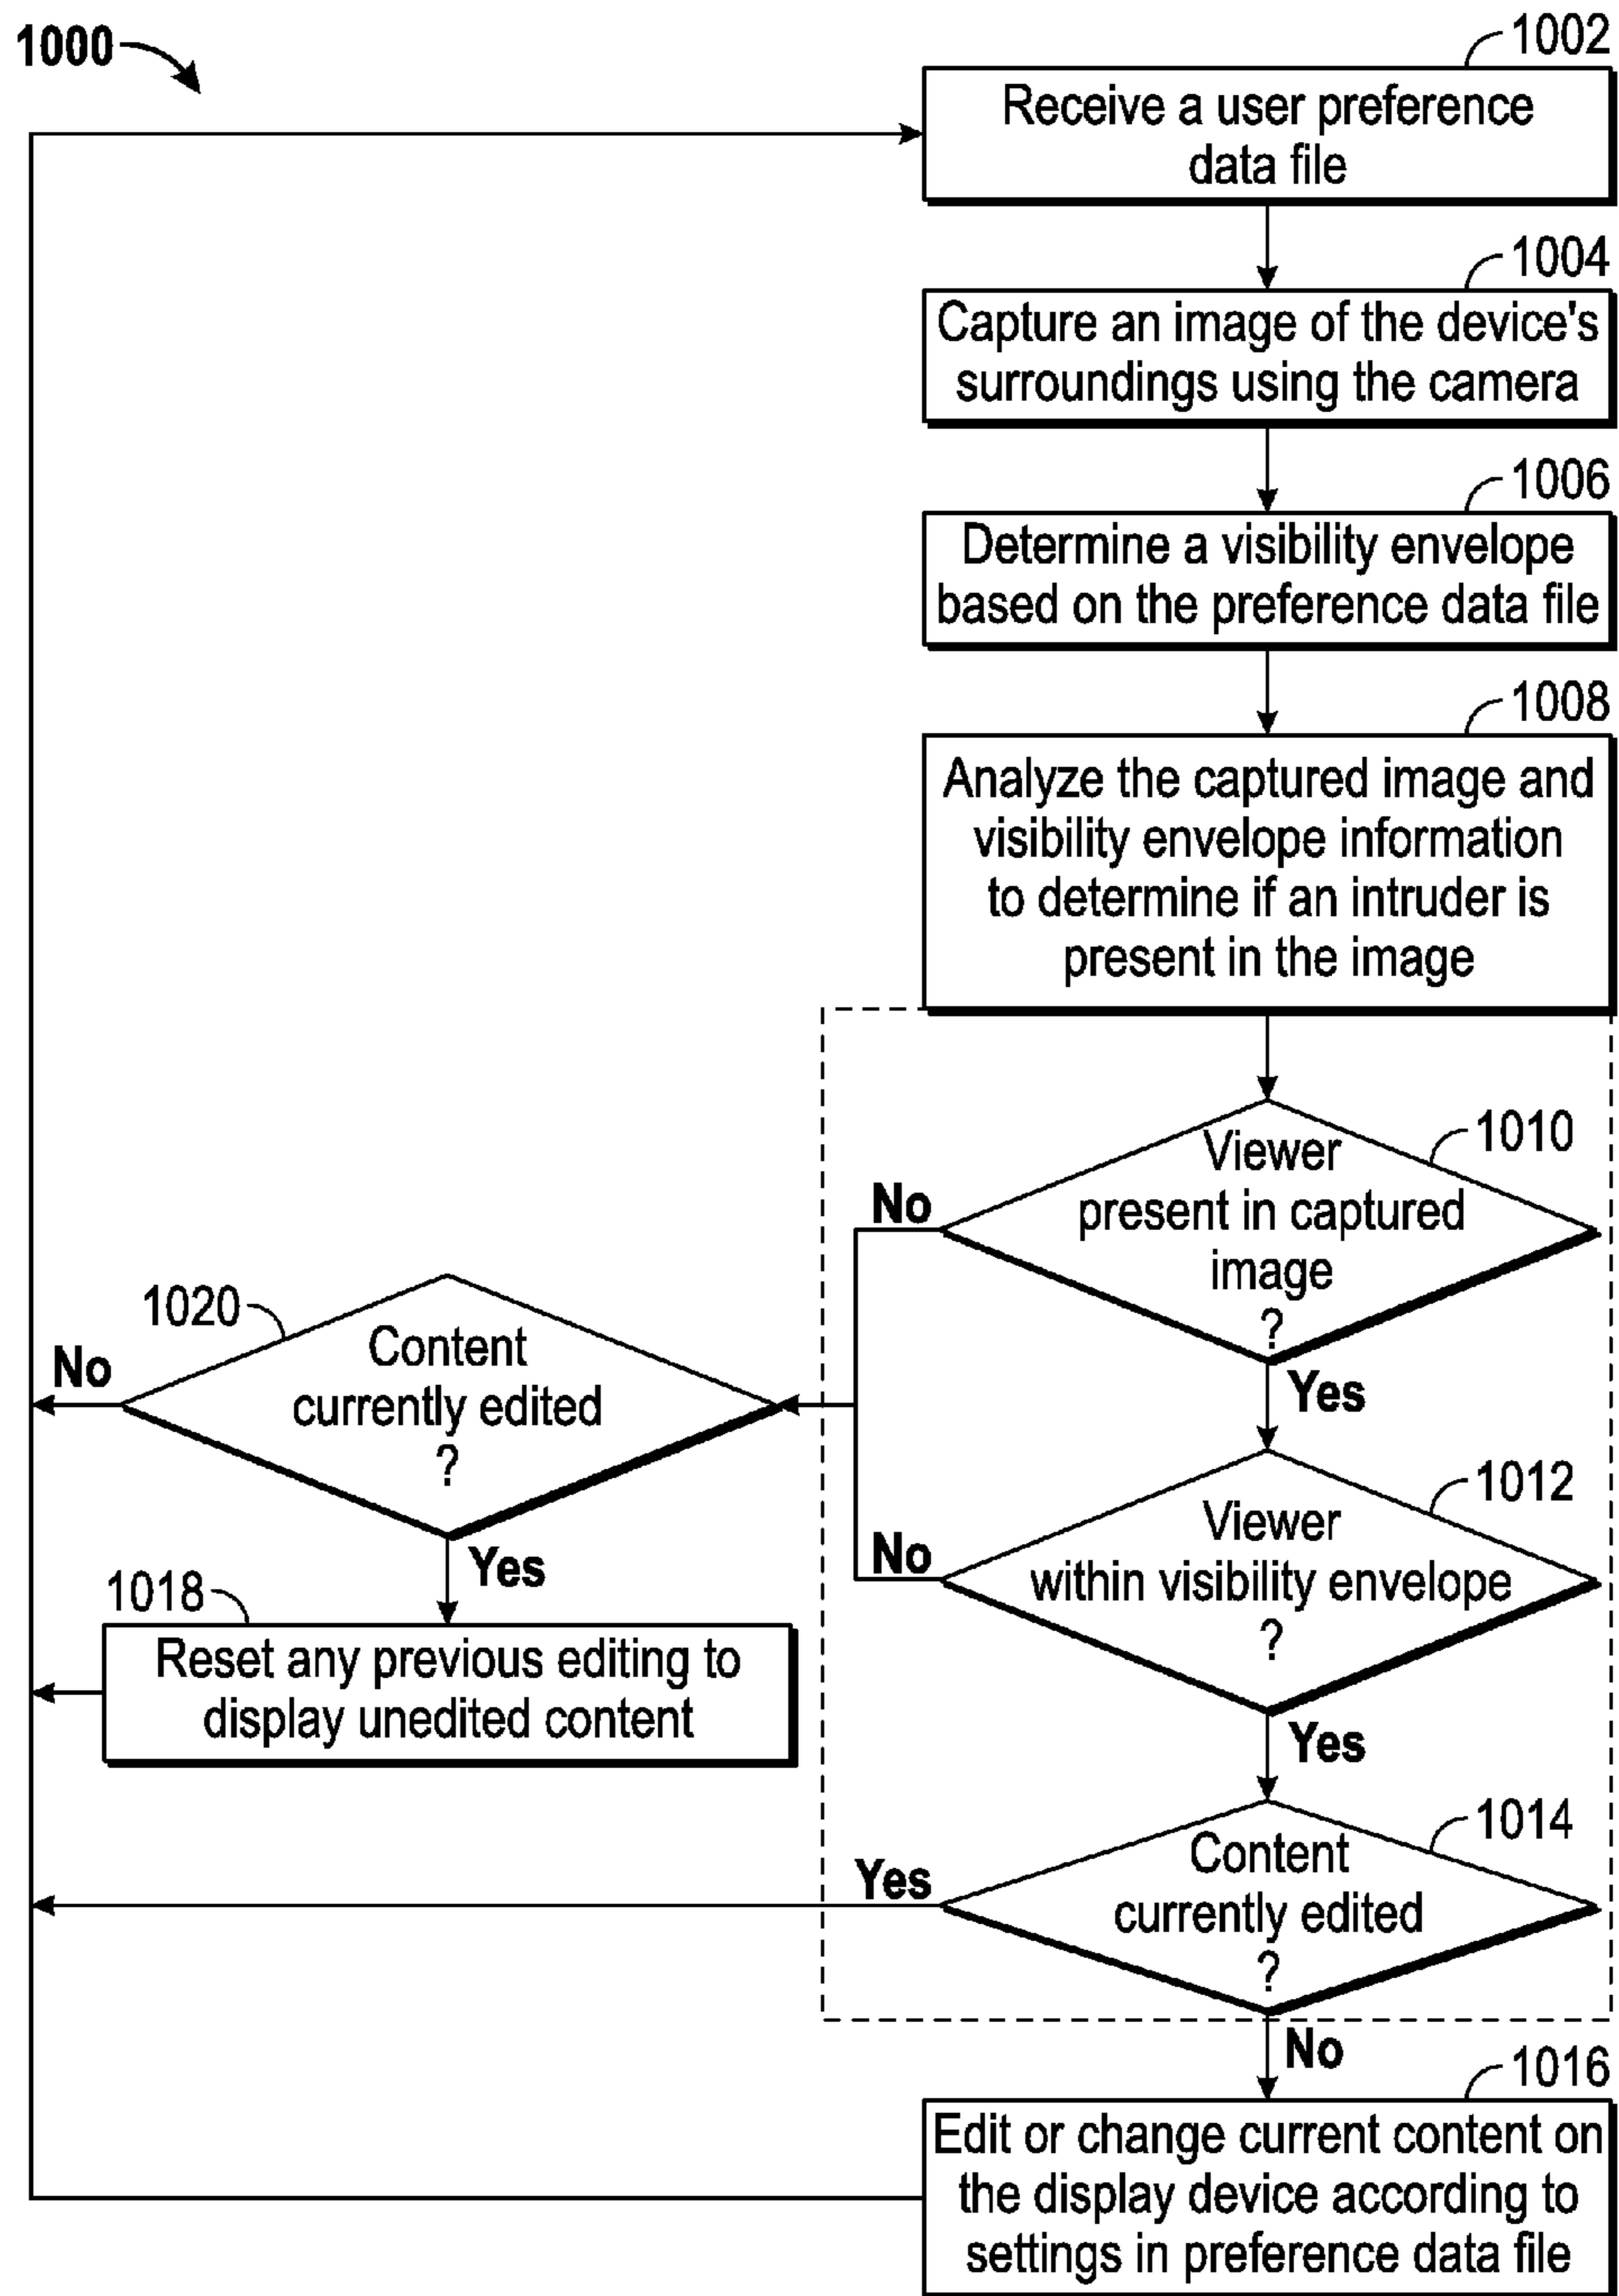 1000
1002
Receive a user preference
data file
1004
Capture an image of the device's
surroundings using the camera
1006
Determine a visibility envelope
based on the preference data file
1008
Analyze the captured image and
visibility envelope information
to determine if an intruder is
present in the image
1010
Viewer
present in captured
image
?
No
Yes
1020
Content
currently edited
?
No
Yes
1012
Viewer
within visibility envelope
?
No
Yes
1018
Reset any previous editing to
display unedited content
1014
Content
currently edited
?
Yes
No
1016
Edit or change current content on
the display device according to
settings in preference data file